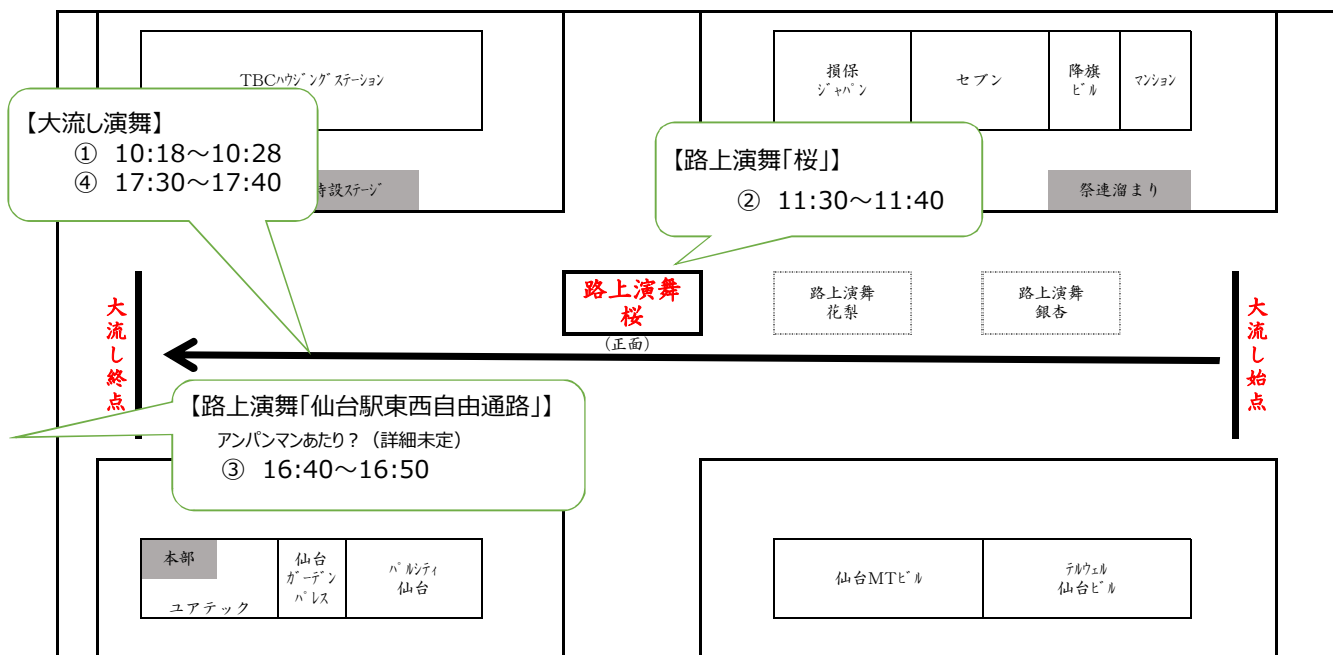 TBCハウジングステーション
損保
ジャパン
セブン
降旗
ビル
マンション
【大流し演舞】
① 10:18～10:28
④ 17:30～17:40
特設ステージ
【路上演舞「桜」】
② 11:30～11:40
祭連溜まり
大流し終点
路上演舞
桜
(正面)
路上演舞
花梨
路上演舞
銀杏
大流し始点
【路上演舞「仙台駅東西自由通路」】
アンパンマンあたり？（詳細未定）
③ 16:40～16:50
本部
ユアテック
仙台
ガーデン
パレス
パルシティ
仙台
仙台MTビル
テルウェル
仙台ビル